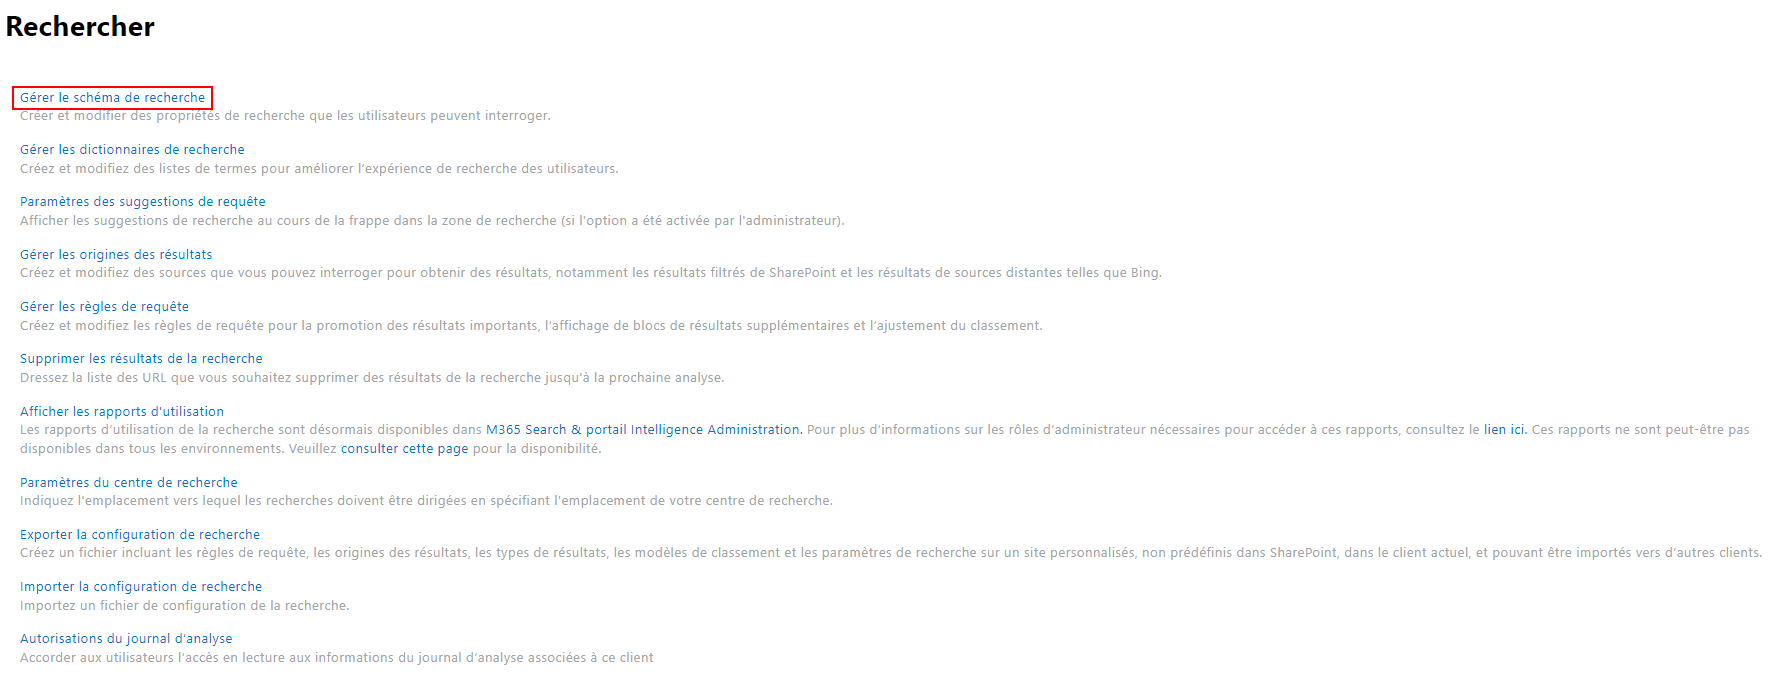 Rechercher
Gérer le schéma de recherche
Créer et modifier des propriétés de recherche que les utilisateurs peuvent interroger.
Gérer les dictionnaires de recherche
Créez et modifiez des listes de termes pour améliorer l'expérience de recherche des utilisateurs.
Paramètres des suggestions de requête
Afficher les suggestions de recherche au cours de la frappe dans la zone de recherche (si l'option a été activée par l'administrateur).
Gérer les origines des résultats
Créez et modifiez des sources que vous pouvez interroger pour obtenir des résultats, notamment les résultats filtrés de SharePoint et les résultats de sources distantes telles que Bing.
Gérer les règles de requête
Créez et modifiez les règles de requête pour la promotion des résultats importants, l'affichage de blocs de résultats supplémentaires et l'ajustement du classement.
Supprimer les résultats de la recherche
Dressez la liste des URL que vous souhaitez supprimer des résultats de la recherche jusqu'à la prochaine analyse.
Afficher les rapports d'utilisation
Les rapports d'utilisation de la recherche sont désormais disponibles dans M365 Search & portail Intelligence Administration. Pour plus d'informations sur les rôles d'administrateur nécessaires pour accéder à ces rapports, consultez le lien ici. Ces rapports ne sont peut-être pas
disponibles dans tous les environnements. Veuillez consulter cette page pour la disponibilité.
Paramètres du centre de recherche
Indiquez l'emplacement vers lequel les recherches doivent être dirigées en spécifiant l'emplacement de votre centre de recherche.
Exporter la configuration de recherche
Créez un fichier incluant les règles de requête, les origines des résultats, les types de résultats, les modèles de classement et les paramètres de recherche sur un site personnalisés, non prédéfinis dans SharePoint, dans le client actuel, et pouvant être importés vers d'autres clients.
Importer la configuration de recherche
Importez un fichier de configuration de la recherche.
Autorisations du journal d'analyse
Accorder aux utilisateurs l'accès en lecture aux informations du journal d'analyse associées à ce client